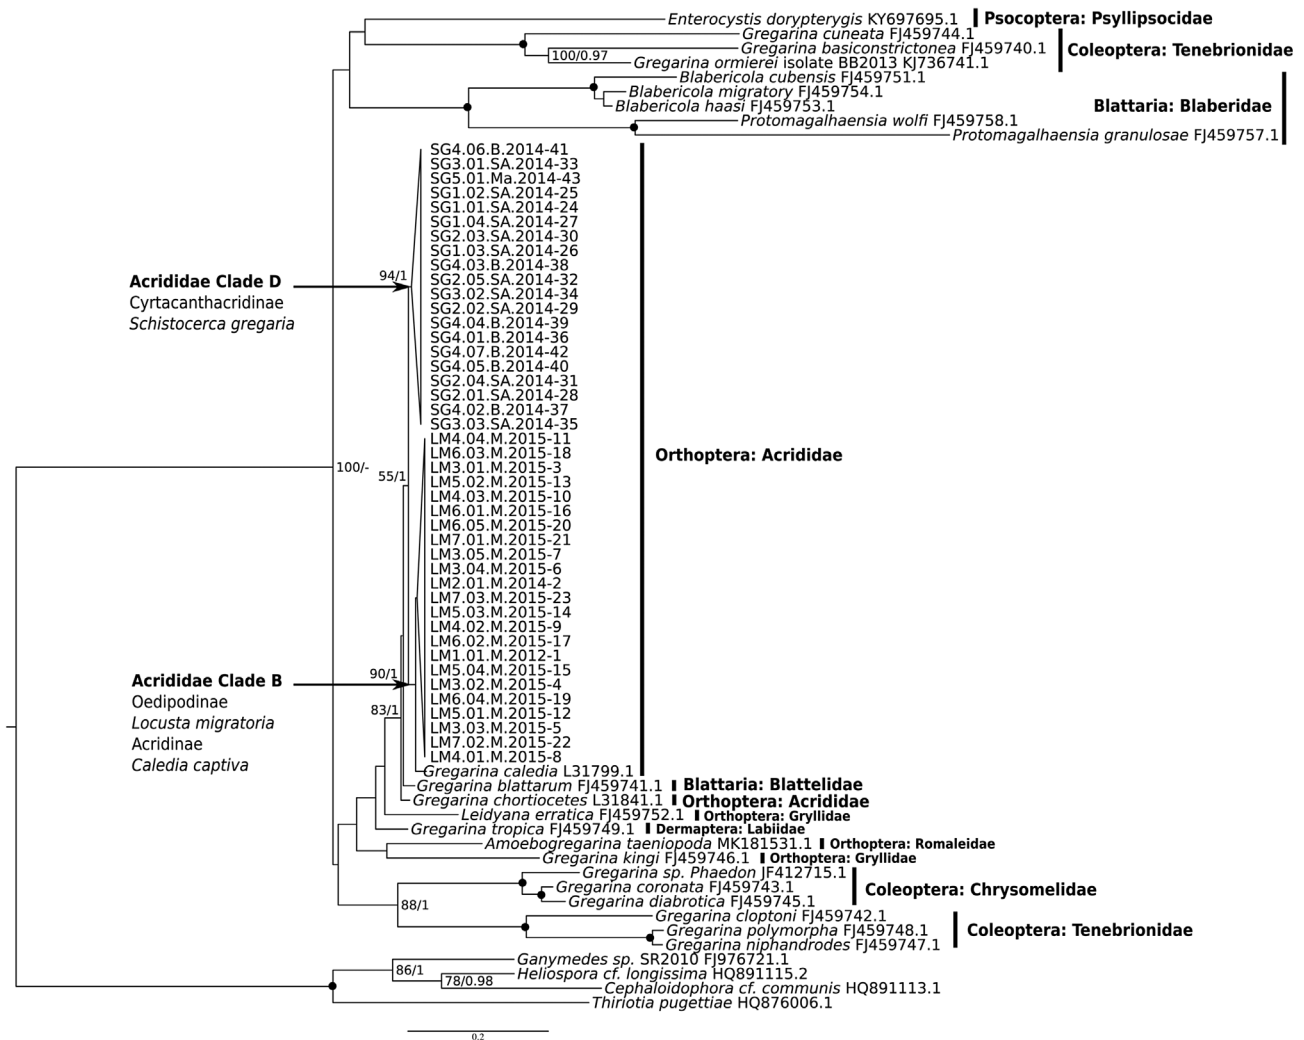 Enterocystis dorypterygis KY697695.1 Psocoptera: Psyllipsocidae
Gregarina cuneata FJ459744.1
Gregarina basiconstrictonea FJ459740.1 Coleoptera: Tenebrionidae
100/0.97
Gregarina ormierei isolate BB2013 KJ736741.1
Blabericola cubensis FJ459751.1
Blabericola migratory FJ459754.1
Blabericola haasi FJ459753.1 Blattaria: Blaberidae
Protomagalhaensia wolfi FJ459758.1
Protomagalhaensia granulosae FJ459757.1
SG4.06.B.2014-41
SG3.01.SA.2014-33
SG5.01.Ma.2014-43
SG1.02.SA.2014-25
SG1.01.SA.2014-24
SG1.04.SA.2014-27
SG2.03.SA.2014-30
SG1.03.SA.2014-26
SG4.03.B.2014-38
94/1
Acrididae Clade D
SG2.05.SA.2014-32
SG3.02.SA.2014-34
Cyrtacanthacridinae
SG2.02.SA.2014-29
Schistocerca gregaria
SG4.04.B.2014-39
SG4.01.B.2014-36
SG4.07.B.2014-42
SG4.05.B.2014-40
SG2.04.SA.2014-31
SG2.01.SA.2014-28
SG4.02.B.2014-37
SG3.03.SA.2014-35
LM4.04.M.2015-11
LM6.03.M.2015-18
Orthoptera: Acrididae
LM3.01.M.2015-3
100/-
55/1
LM5.02.M.2015-13
LM4.03.M.2015-10
LM6.01.M.2015-16
LM6.05.M.2015-20
LM7.01.M.2015-21
LM3.05.M.2015-7
LM3.04.M.2015-6
LM2.01.M.2014-2
LM7.03.M.2015-23
LM5.03.M.2015-14
LM4.02.M.2015-9
LM6.02.M.2015-17
LM1.01.M.2012-1
LM5.04.M.2015-15
90/1
Acrididae Clade B
LM3.02.M.2015-4
LM6.04.M.2015-19
Oedipodinae
83/1
LM5.01.M.2015-12
Locusta migratoria
LM3.03.M.2015-5
Acridinae
LM7.02.M.2015-22
LM4.01.M.2015-8
Caledia captiva
Gregarina caledia L31799.1
Gregarina blattarum FJ459741.1 Blattaria: Blattelidae
Gregarina chortiocetes L31841.1 Orthoptera: Acrididae
Leidyana erratica FJ459752.1 Orthoptera: Gryllidae
Gregarina tropica FJ459749.1 Dermaptera: Labiidae
Amoebogregarina taeniopoda MK181531.1 Orthoptera: Romaleidae
Gregarina kingi FJ459746.1 Orthoptera: Gryllidae
Gregarina sp. Phaedon JF412715.1
Gregarina coronata FJ459743.1 Coleoptera: Chrysomelidae
Gregarina diabrotica FJ459745.1
88/1
Gregarina cloptoni FJ459742.1
Gregarina polymorpha FJ459748.1 Coleoptera: Tenebrionidae
Gregarina niphandrodes FJ459747.1
Ganymedes sp. SR2010 FJ976721.1
86/1
Heliospora cf. longissima HQ891115.2
78/0.98
Cephaloidophora cf. communis HQ891113.1
Thiriotia pugettiae HQ876006.1
0.2